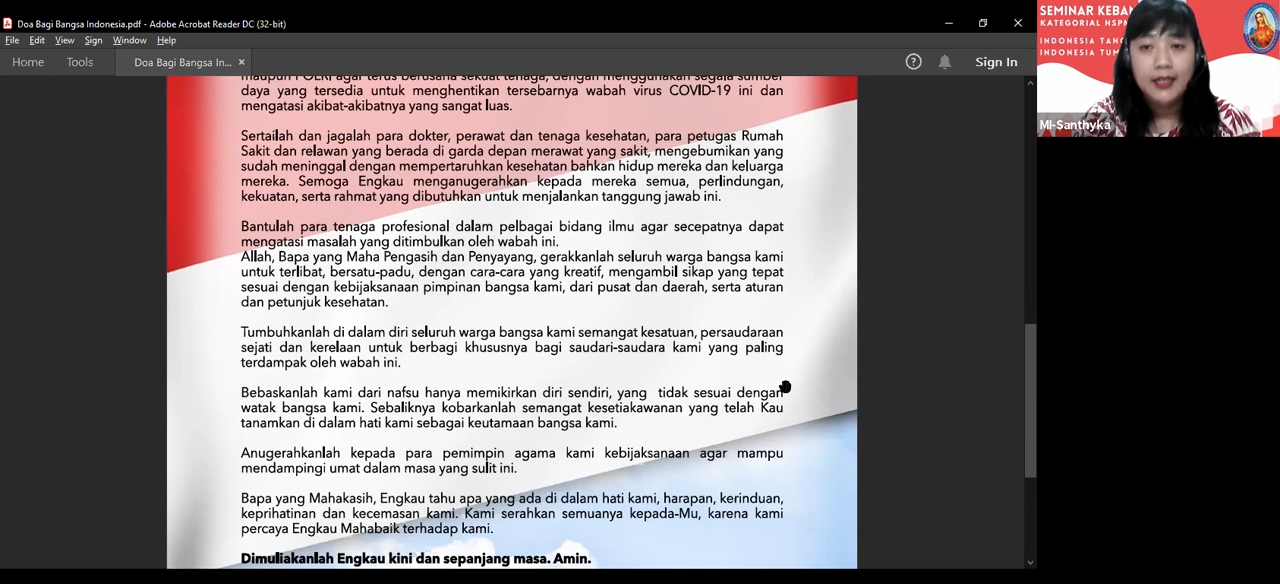 Doa Bagi Bangsa Indonesia.pdf - Adobe Acrobat Reader DC (32-bit)
File Edit View Sign Window Help
Home Tools Doa Bagi Bangsa In... × Sign In
SEMINAR KEBAN
KATEGORIAL HSPM
INDONESIA TANG
INDONESIA TUM
MI-Santhyka
maupun POLRI agar terus berusaha sekuat tenaga, dengan menggunakan segala sumber
daya yang tersedia untuk menghentikan tersebarnya wabah virus COVID-19 ini dan
mengatasi akibat-akibatnya yang sangat luas.
Sertailah dan jagalah para dokter, perawat dan tenaga kesehatan, para petugas Rumah
Sakit dan relawan yang berada di garda depan merawat yang sakit, mengebumikan yang
sudah meninggal dengan mempertaruhkan kesehatan bahkan hidup mereka dan keluarga
mereka. Semoga Engkau menganugerahkan kepada mereka semua, perlindungan,
kekuatan, serta rahmat yang dibutuhkan untuk menjalankan tanggung jawab ini.
Bantulah para tenaga profesional dalam pelbagai bidang ilmu agar secepatnya dapat
mengatasi masalah yang ditimbulkan oleh wabah ini.
Allah, Bapa yang Maha Pengasih dan Penyayang, gerakkanlah seluruh warga bangsa kami
untuk terlibat, bersatu-padu, dengan cara-cara yang kreatif, mengambil sikap yang tepat
sesuai dengan kebijaksanaan pimpinan bangsa kami, dari pusat dan daerah, serta aturan
dan petunjuk kesehatan.
Tumbuhkanlah di dalam diri seluruh warga bangsa kami semangat kesatuan, persaudaraan
sejati dan kerelaan untuk berbagi khususnya bagi saudari-saudara kami yang paling
terdampak oleh wabah ini.
Bebaskanlah kami dari nafsu hanya memikirkan diri sendiri, yang tidak sesuai dengan
watak bangsa kami. Sebaliknya kobarkanlah semangat kesetiakawanan yang telah Kau
tanamkan di dalam hati kami sebagai keutamaan bangsa kami.
Anugerahkanlah kepada para pemimpin agama kami kebijaksanaan agar mampu
mendampingi umat dalam masa yang sulit ini.
Bapa yang Mahakasih, Engkau tahu apa yang ada di dalam hati kami, harapan, kerinduan,
keprihatinan dan kecemasan kami. Kami serahkan semuanya kepada-Mu, karena kami
percaya Engkau Mahabaik terhadap kami.
Dimuliakanlah Engkau kini dan sepanjang masa. Amin.